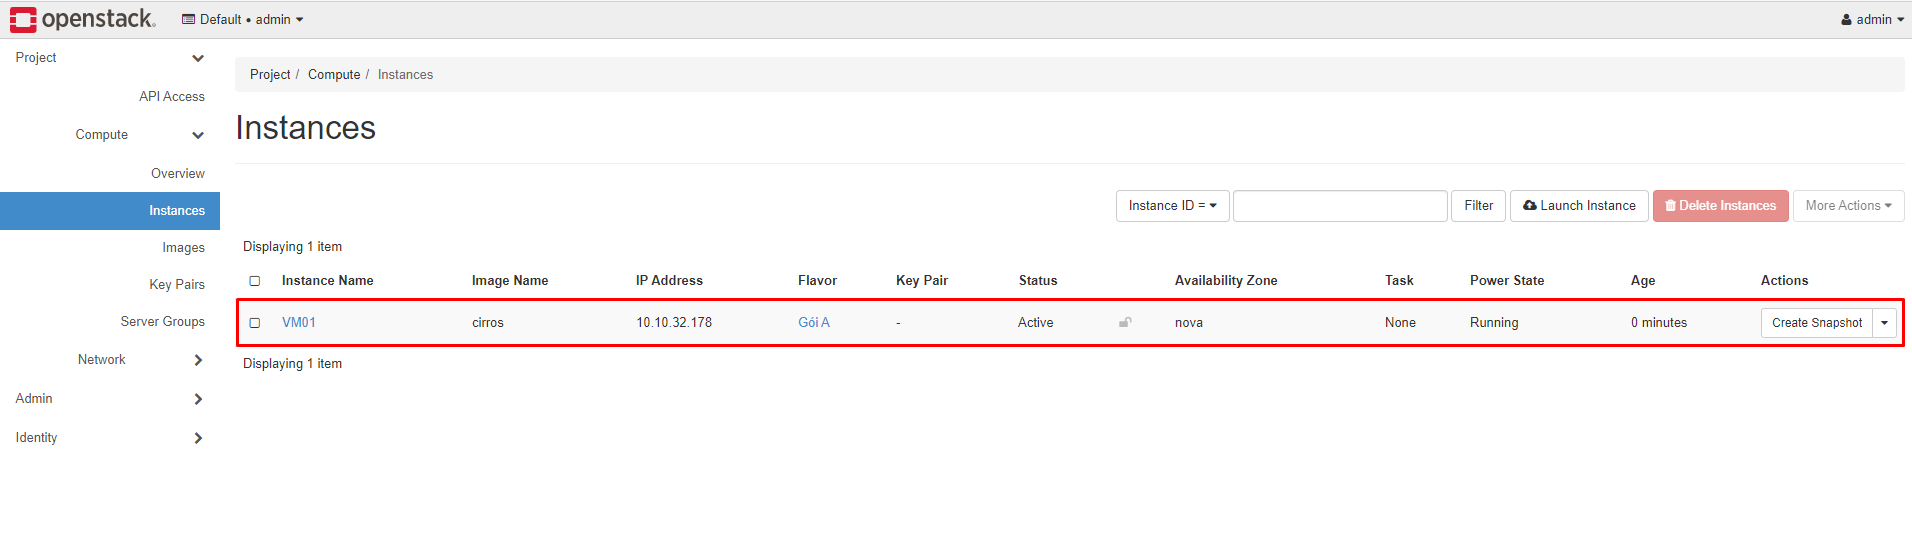 openstack. Default • admin admin
Project
API Access
Compute
Overview
Instances
Images
Key Pairs
Server Groups
Network
Admin
Identity
Project / Compute / Instances
Instances
Instance ID = Filter Launch Instance Delete Instances More Actions
Displaying 1 item
Instance Name Image Name IP Address Flavor Key Pair Status Availability Zone Task Power State Age Actions
VM01 cirros 10.10.32.178 Gói A - Active nova None Running 0 minutes Create Snapshot
Displaying 1 item